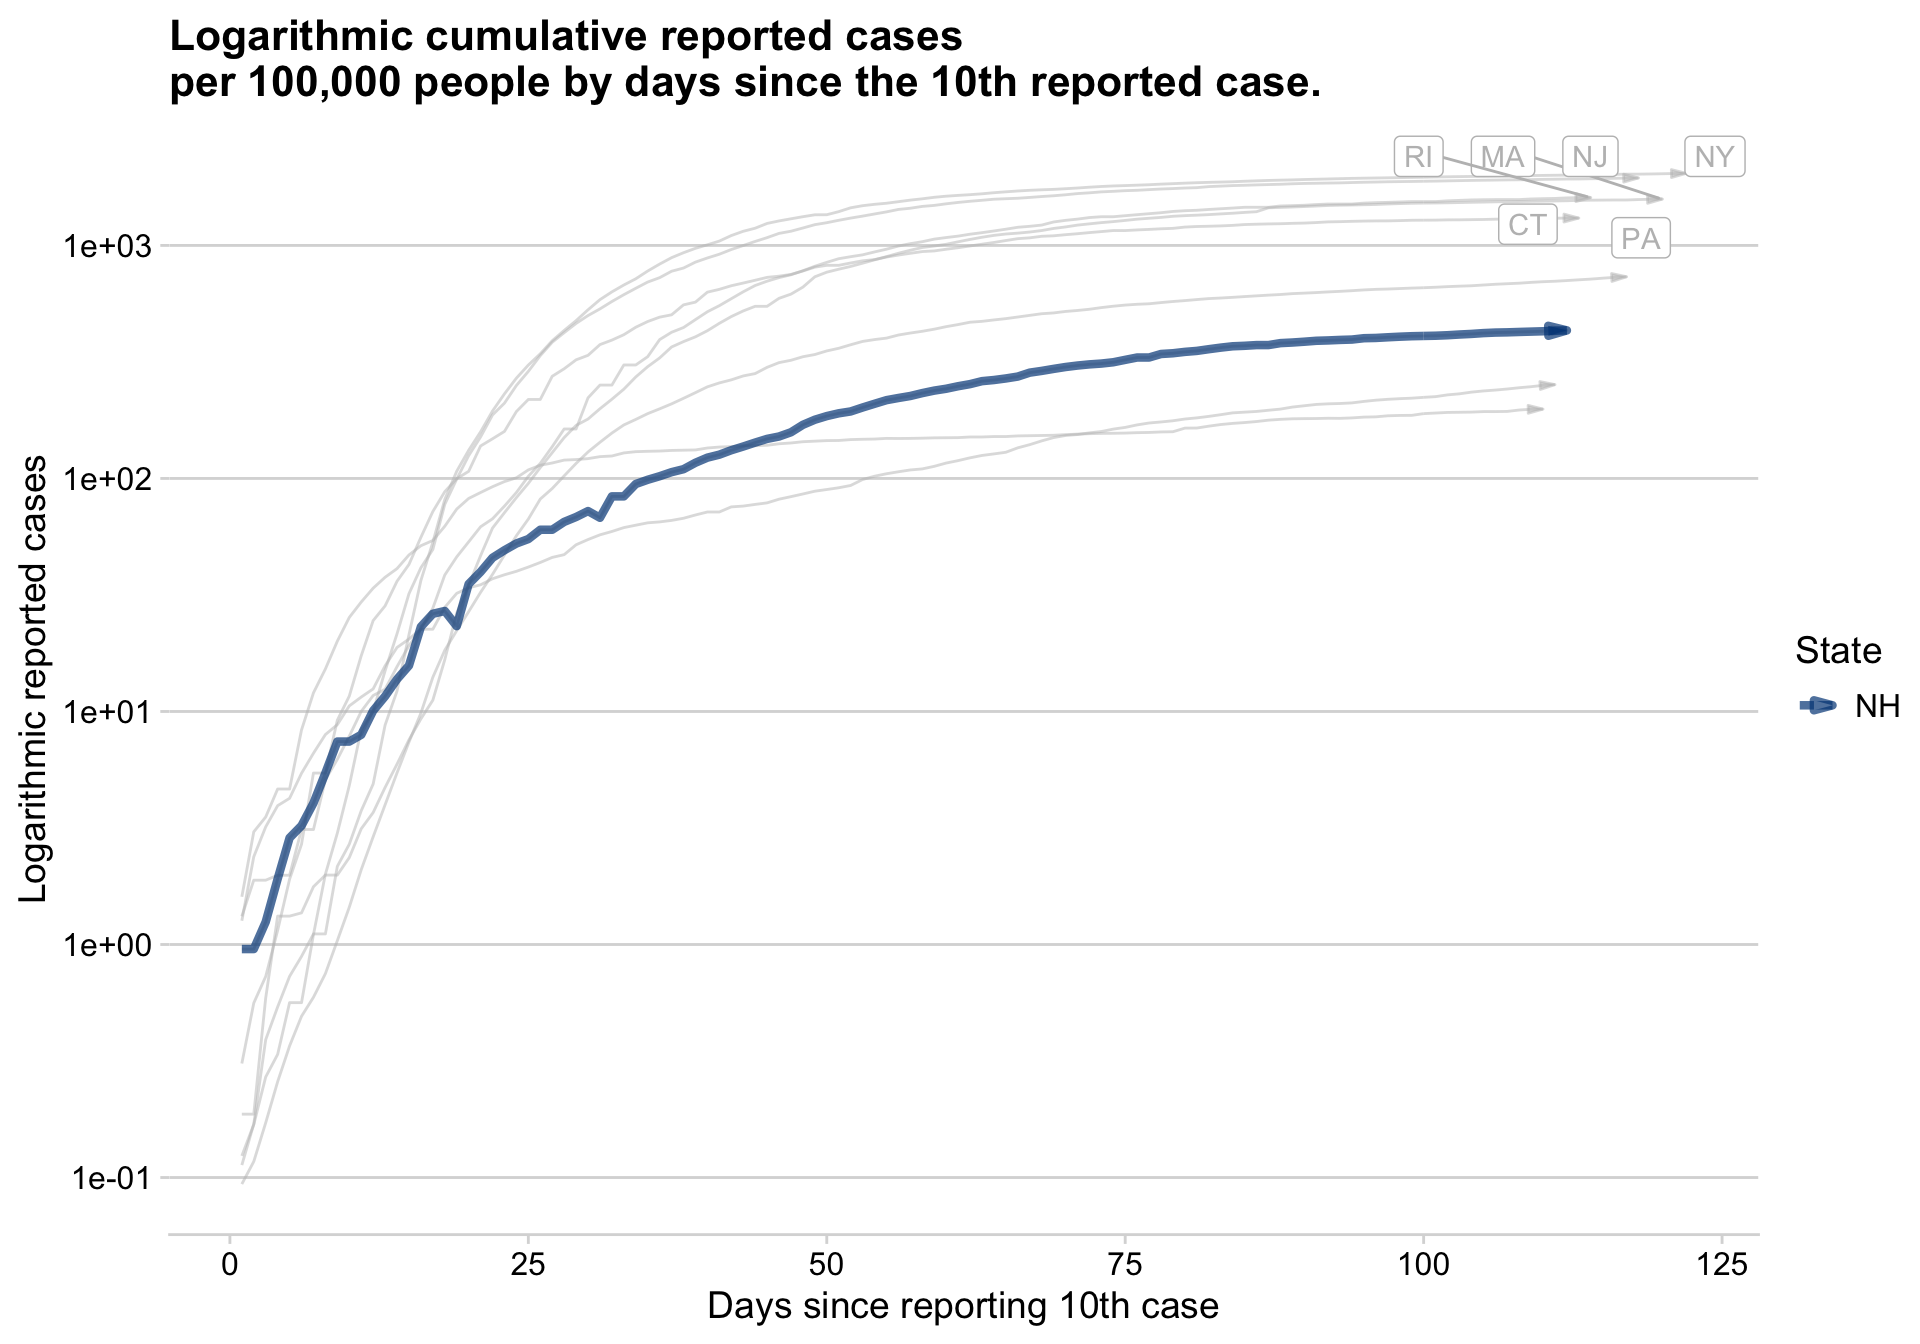 Logarithmic cumulative reported cases
per 100,000 people by days since the 10th reported case.
RI
MA
NJ
NY
CT
PA
1e+03
1e+02
1e+01
1e+00
1e-01
Logarithmic reported cases
State
NH
0
25
50
75
100
125
Days since reporting 10th case